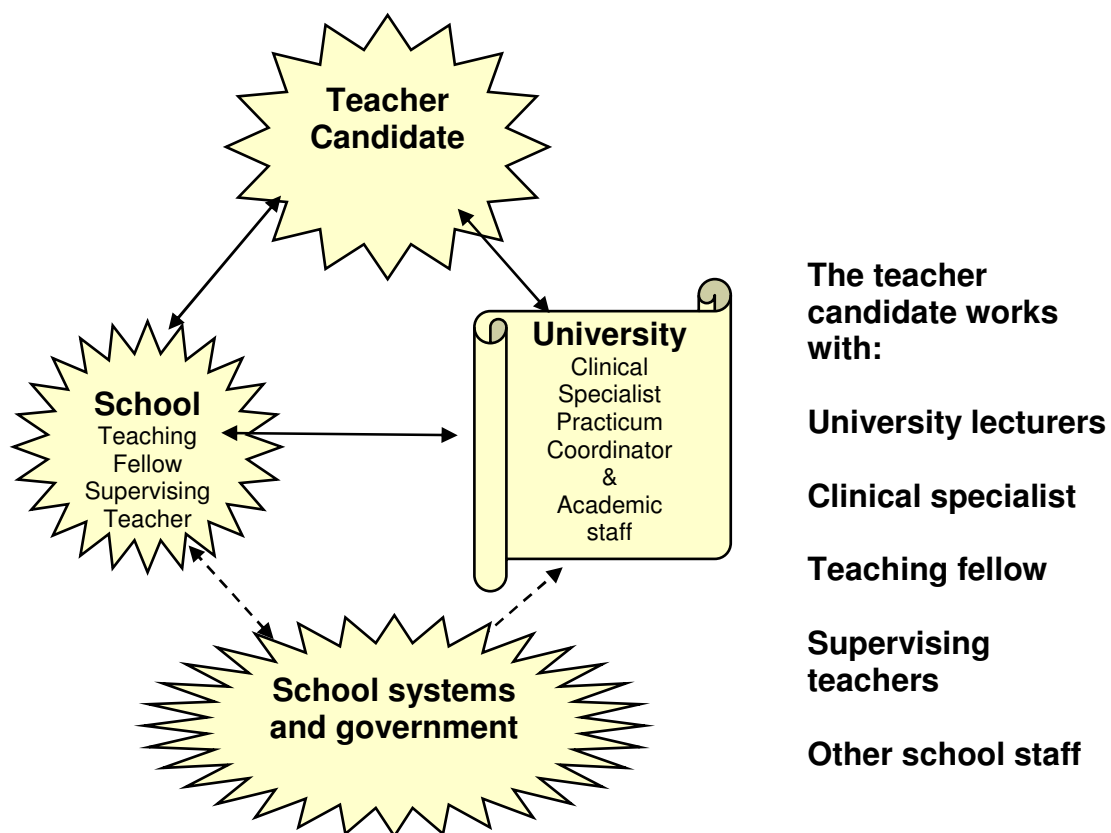 Teacher
Candidate
School
Teaching
Fellow
Supervising
Teacher
University
Clinical
Specialist
Practicum
Coordinator
&
Academic
staff
School systems
and government
The teacher
candidate works
with:
University lecturers
Clinical specialist
Teaching fellow
Supervising
teachers
Other school staff